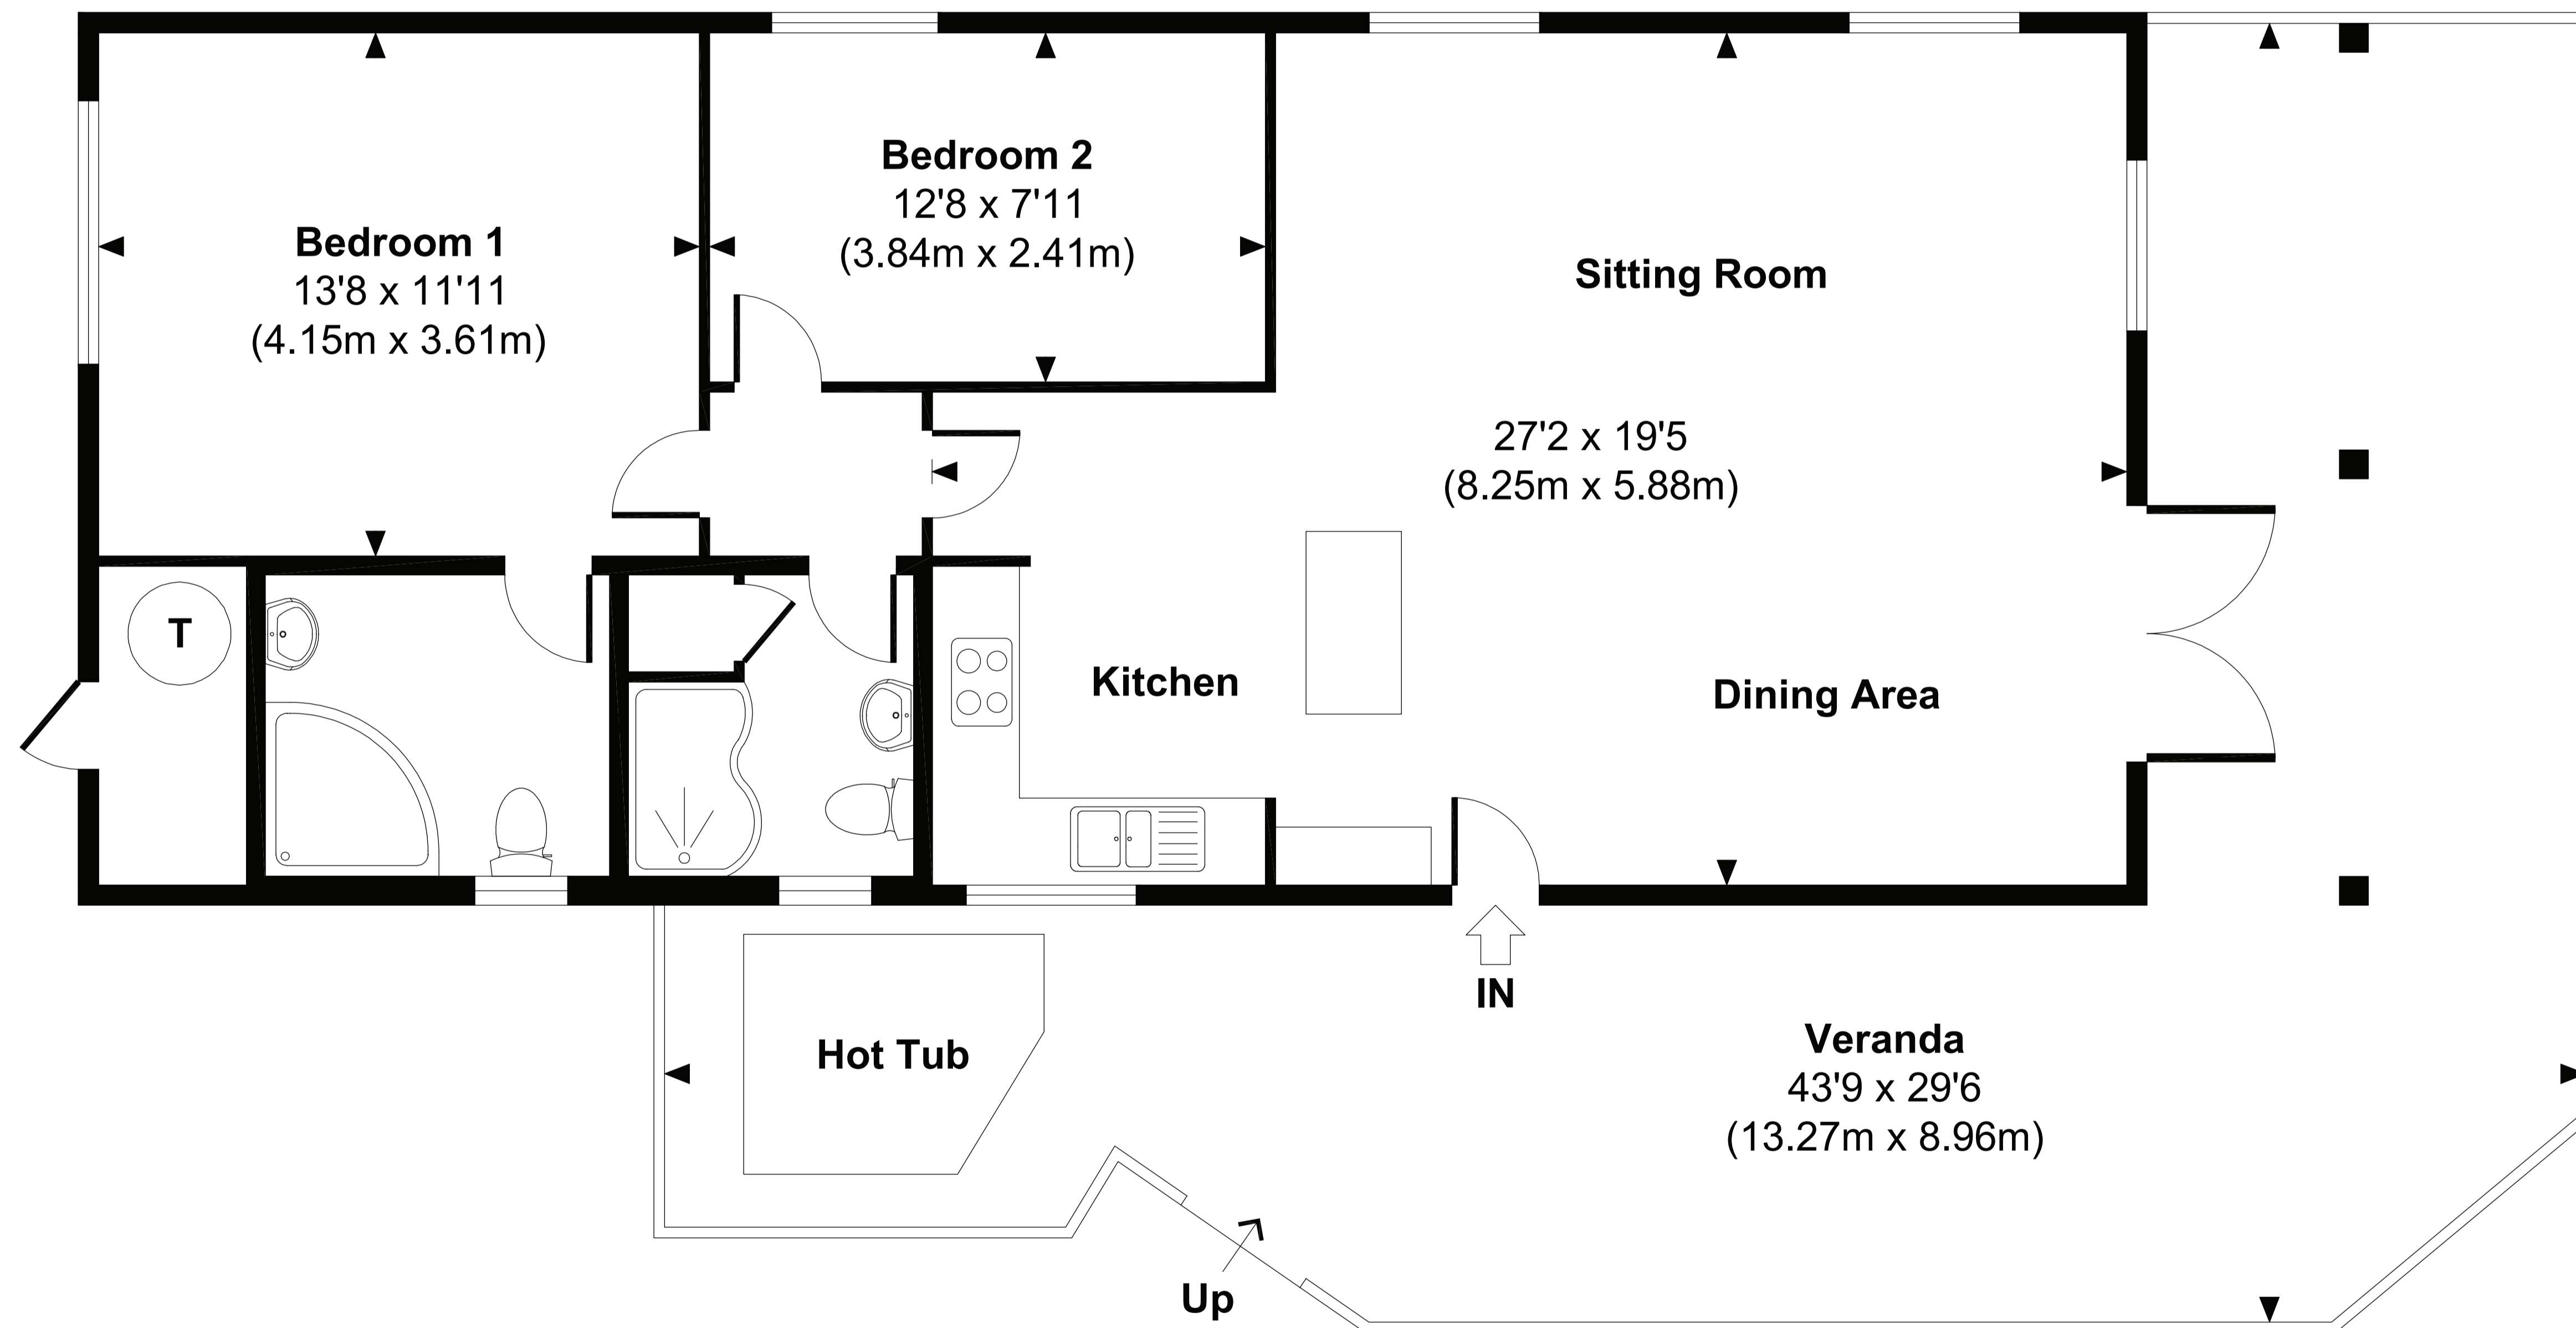 Bedroom 1
13'8 x 11'11
(4.15m x 3.61m)
Bedroom 2
12'8 x 7'11
(3.84m x 2.41m)
Sitting Room
27'2 x 19'5
(8.25m x 5.88m)
T
Kitchen
Dining Area
IN
Hot Tub
Veranda
43'9 x 29'6
(13.27m x 8.96m)
Up